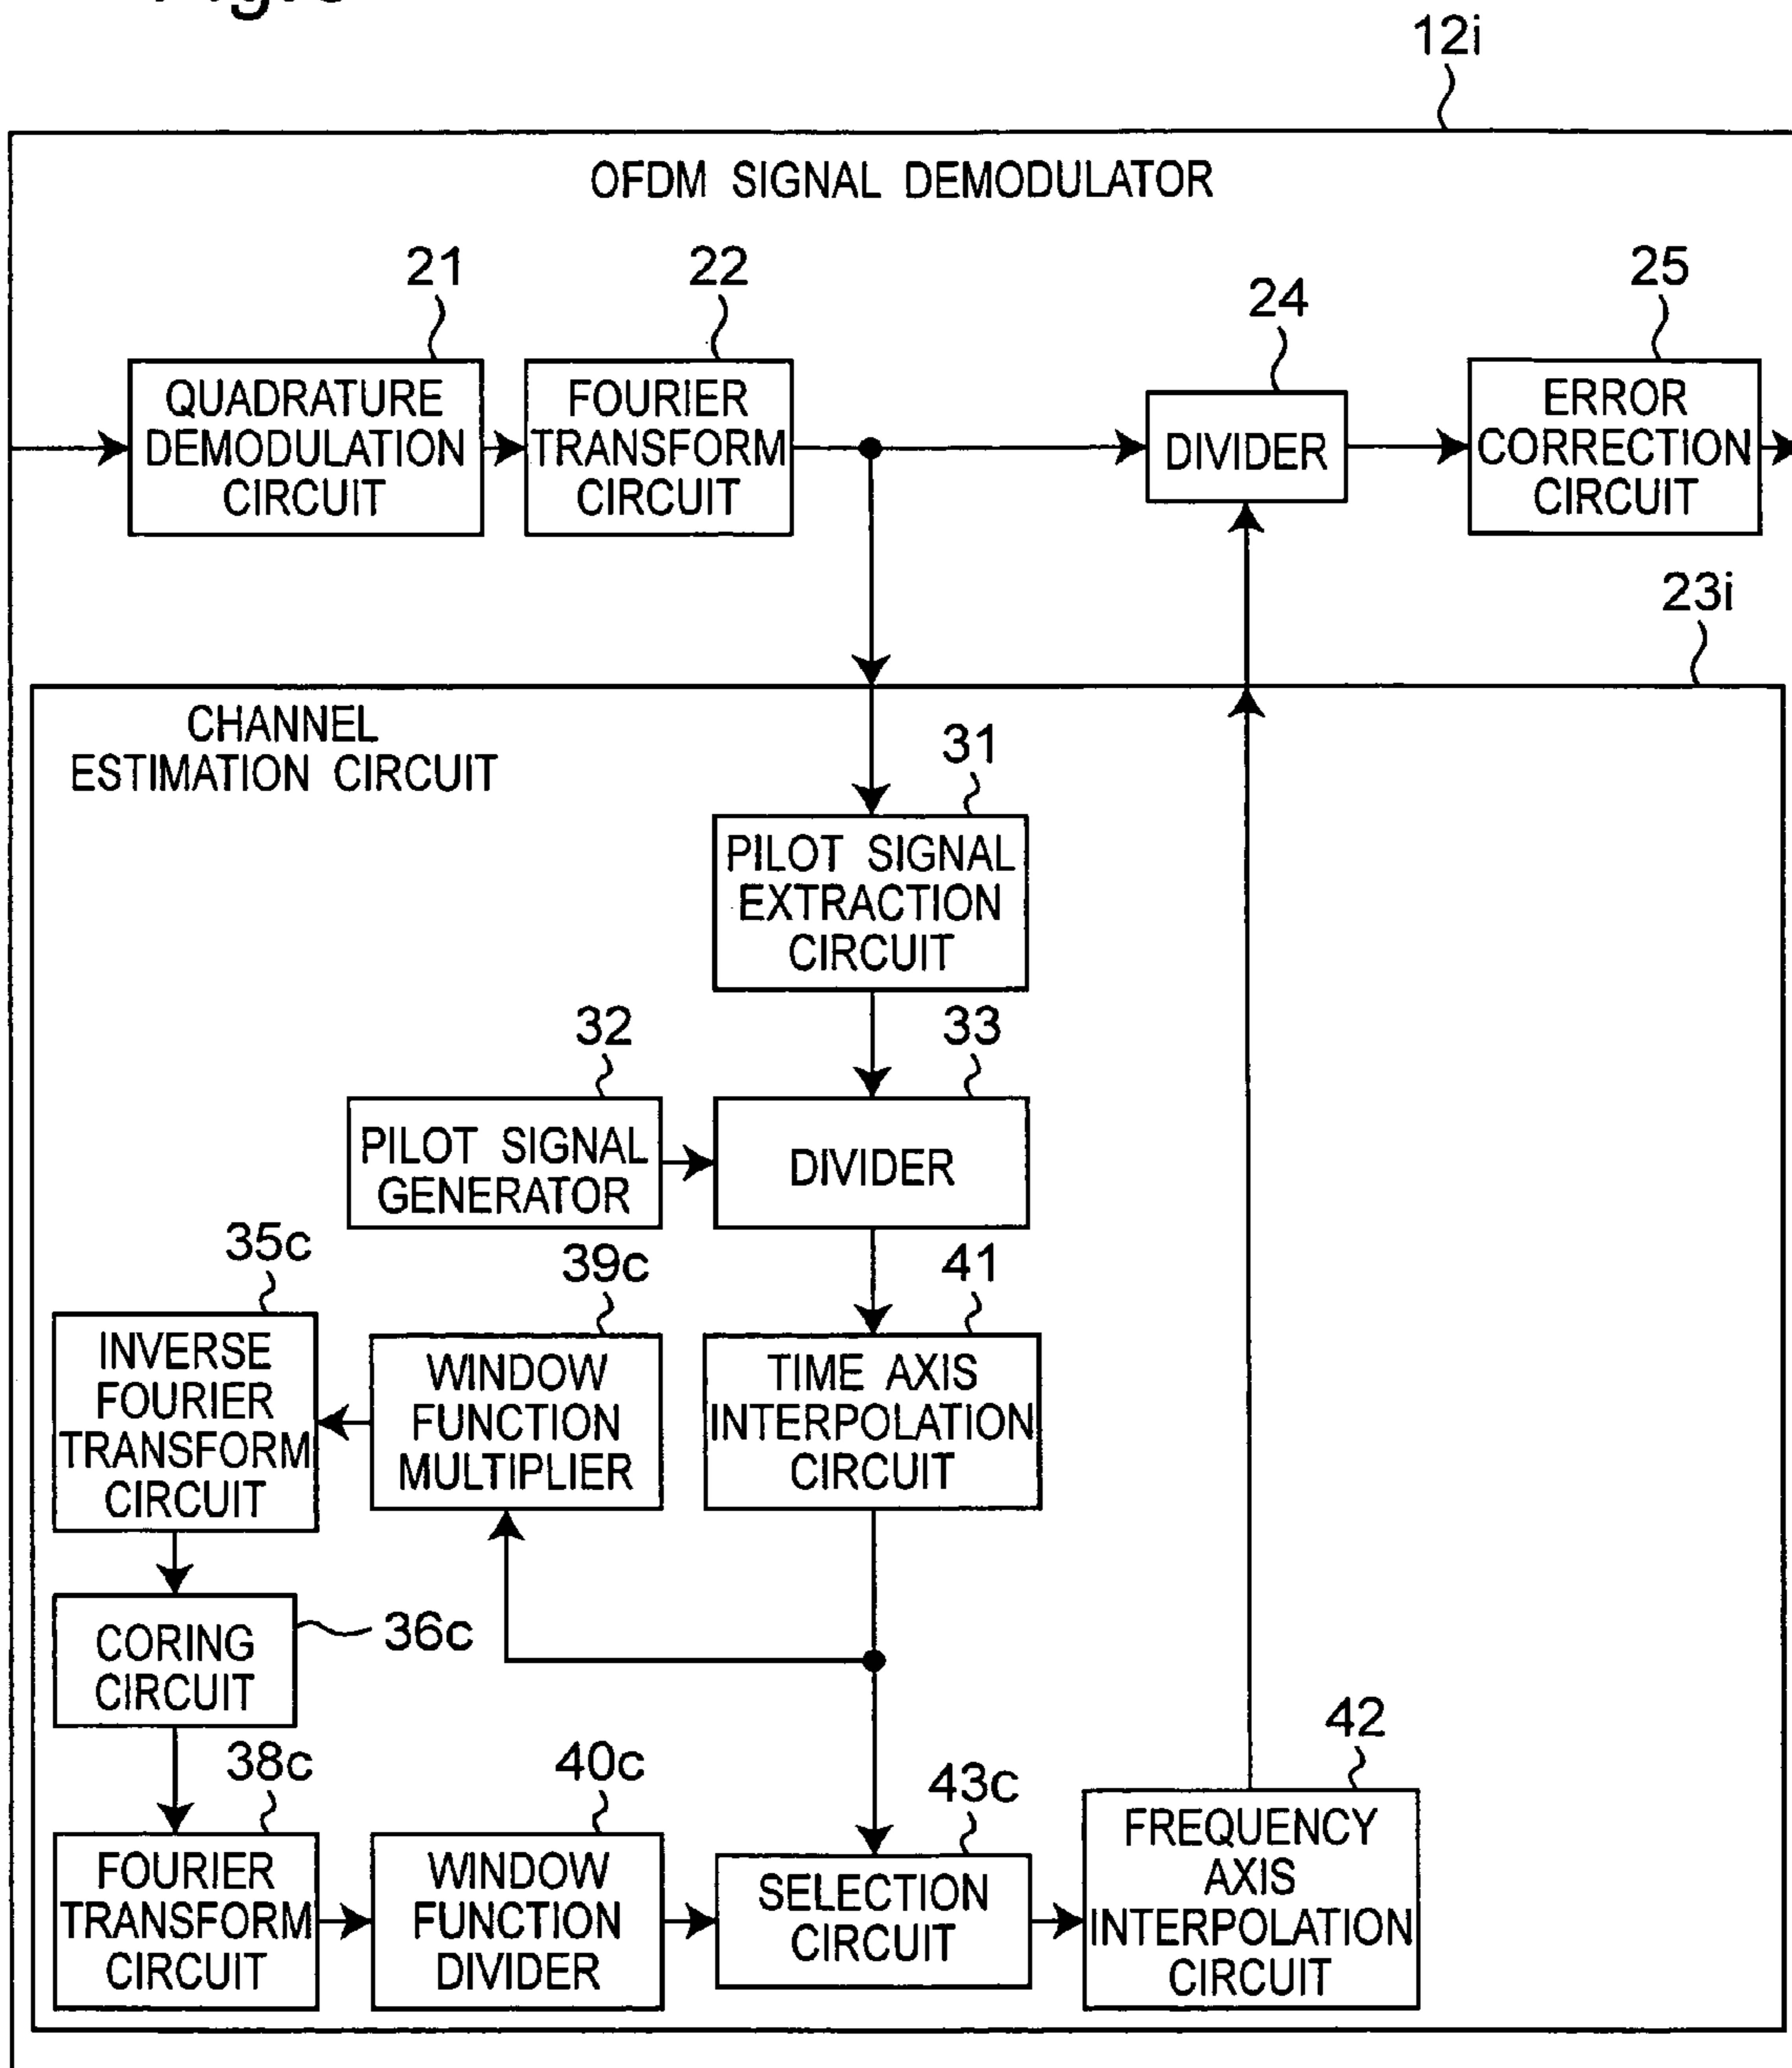 12i
OFDM SIGNAL DEMODULATOR
21
22
24
25
QUADRATURE
DEMODULATION
CIRCUIT
FOURIER
TRANSFORM
CIRCUIT
DIVIDER
ERROR
CORRECTION
CIRCUIT
23i
CHANNEL
ESTIMATION CIRCUIT
31
PILOT SIGNAL
EXTRACTION
CIRCUIT
32
33
PILOT SIGNAL
GENERATOR
DIVIDER
35c
39c
41
INVERSE
FOURIER
TRANSFORM
CIRCUIT
WINDOW
FUNCTION
MULTIPLIER
TIME AXIS
INTERPOLATION
CIRCUIT
CORING
CIRCUIT
36c
38c
40c
43c
42
FOURIER
TRANSFORM
CIRCUIT
WINDOW
FUNCTION
DIVIDER
SELECTION
CIRCUIT
FREQUENCY
AXIS
INTERPOLATION
CIRCUIT